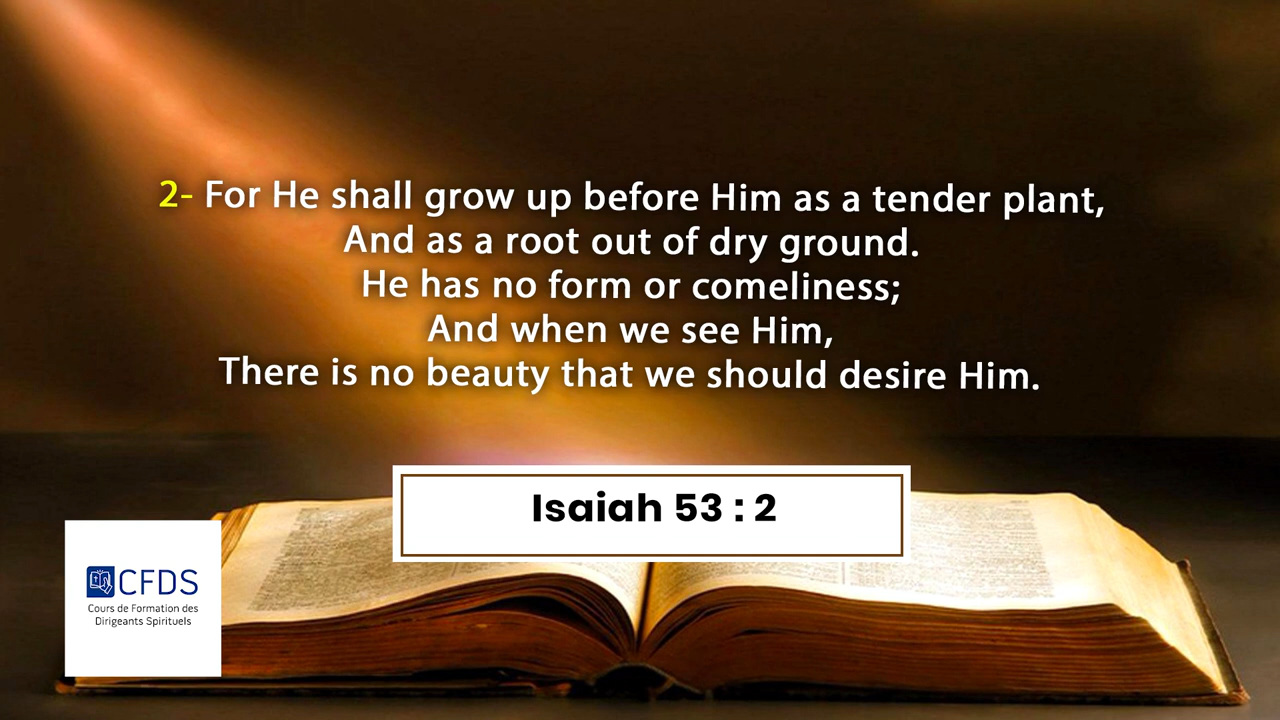 2- For He shall grow up before Him as a tender plant,
And as a root out of dry ground.
He has no form or comeliness;
And when we see Him,
There is no beauty that we should desire Him.
Isaiah 53 : 2
CFDS
Cours de Formation des
Dirigeants Spirituels